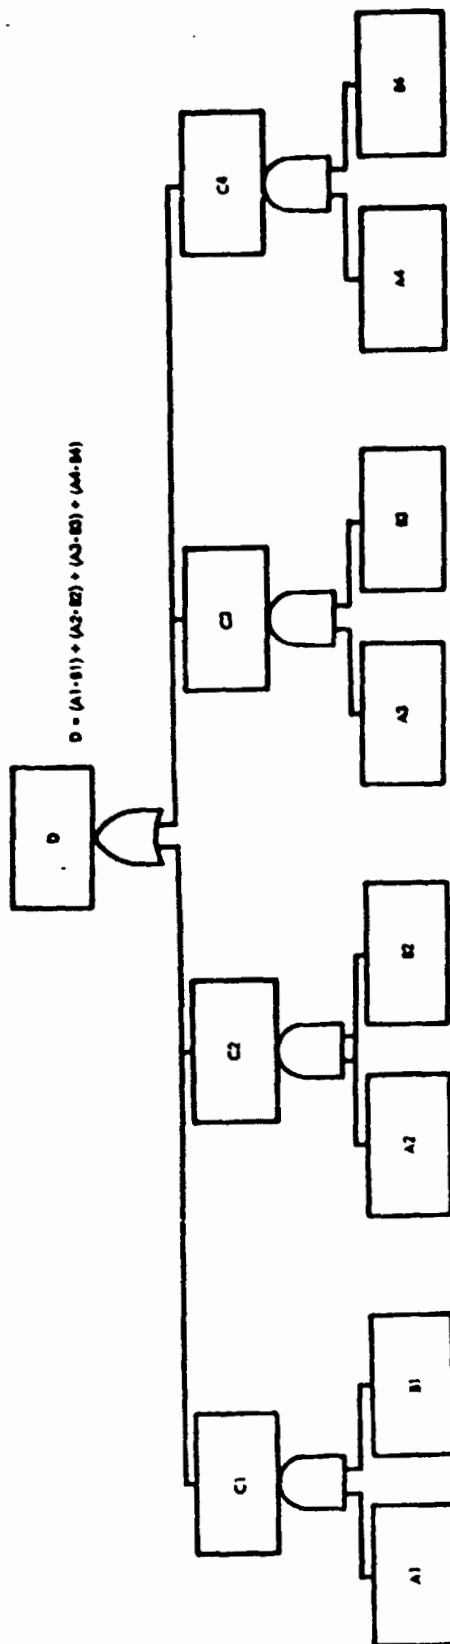 D
D = (A1·B1) + (A2·B2) + (A3·B3) + (A4·B4)
C1
C2
C3
C4
A1
B1
A2
B2
A3
B3
A4